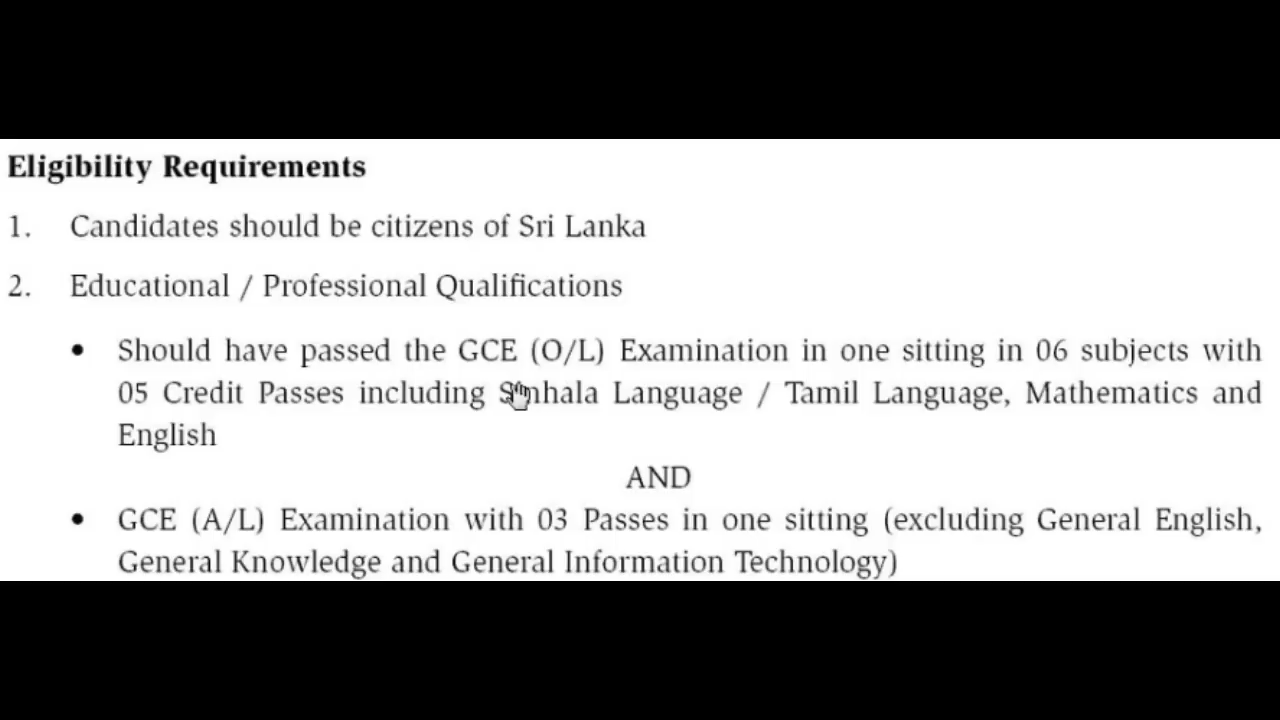 Eligibility Requirements
1. Candidates should be citizens of Sri Lanka
2. Educational / Professional Qualifications
• Should have passed the GCE (O/L) Examination in one sitting in 06 subjects with
05 Credit Passes including Sinhala Language / Tamil Language, Mathematics and
English
AND
• GCE (A/L) Examination with 03 Passes in one sitting (excluding General English,
General Knowledge and General Information Technology)